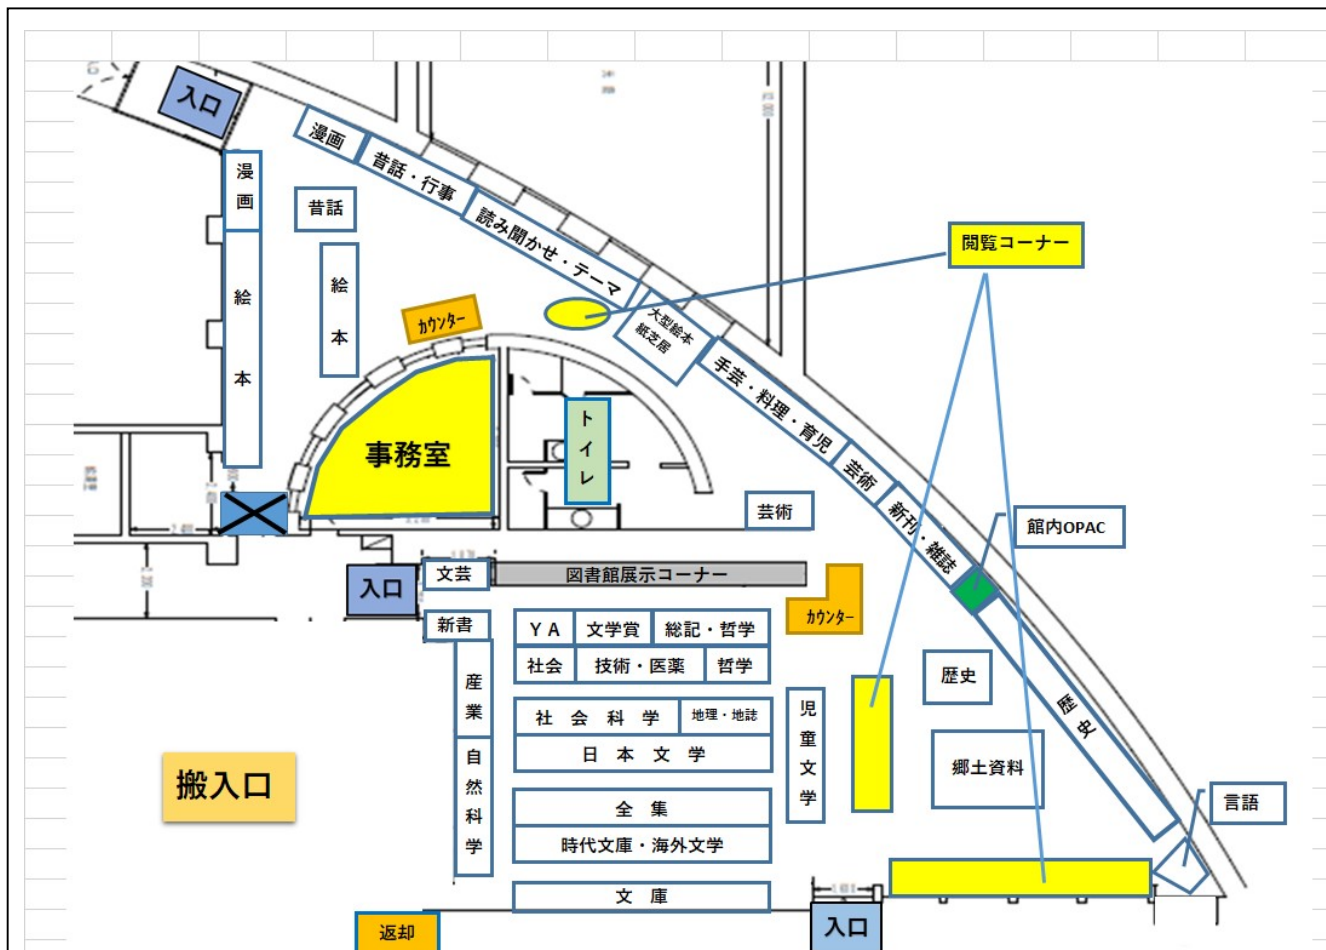 入口
漫画
昔話・行事
読み聞かせ・テーマ
漫画
昔話
絵本
絵本
カウンター
閲覧コーナー
大型絵本
紙芝居
手芸・料理・育児
芸術
新刊・雑誌
事務室
トイレ
芸術
館内OPAC
入口
文芸
図書館展示コーナー
カウンター
新書
ＹＡ
文学賞
総記・哲学
社会
技術・医薬
哲学
産業
自然科学
社会科学
地理・地誌
日本文学
児童文学
歴史
歴史
郷土資料
言語
搬入口
全集
時代文庫・海外文学
文庫
返却
入口